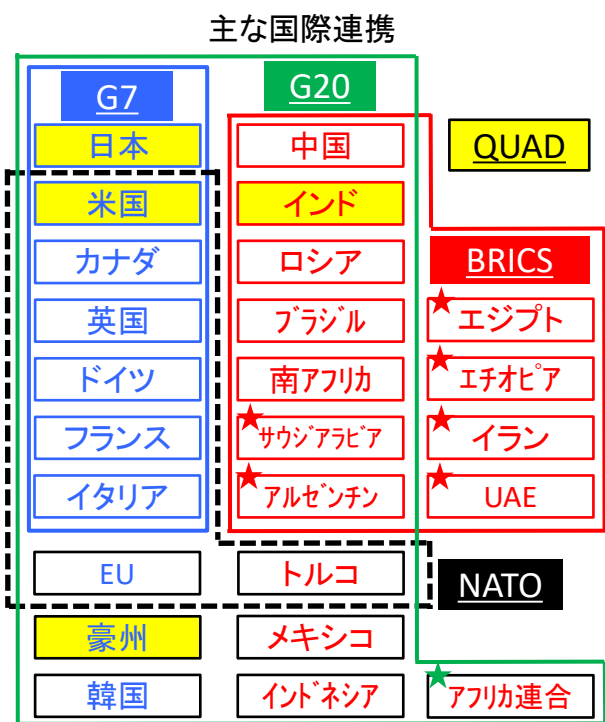 主な国際連携
G7
G20
日本
中国
QUAD
米国
インド
カナダ
ロシア
BRICS
英国
ブラジル
エジプト
ドイツ
南アフリカ
エチオピア
フランス
サウジアラビア
イラン
イタリア
アルゼンチン
UAE
EU
トルコ
NATO
豪州
メキシコ
韓国
インドネシア
アフリカ連合